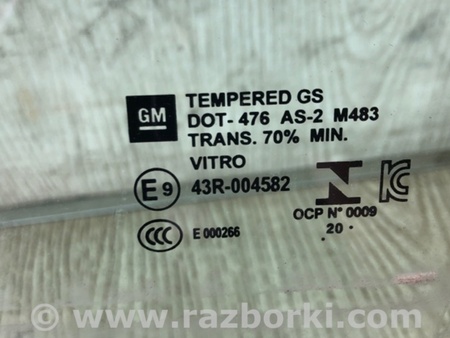 GM
TEMPERED GS
DOT- 476 AS-2 M483
TRANS. 70% MIN.
VITRO
E9 43R-004582
CCC E 000266
N
KC
OCP N° 0009
. 20 .
www.razborki.com